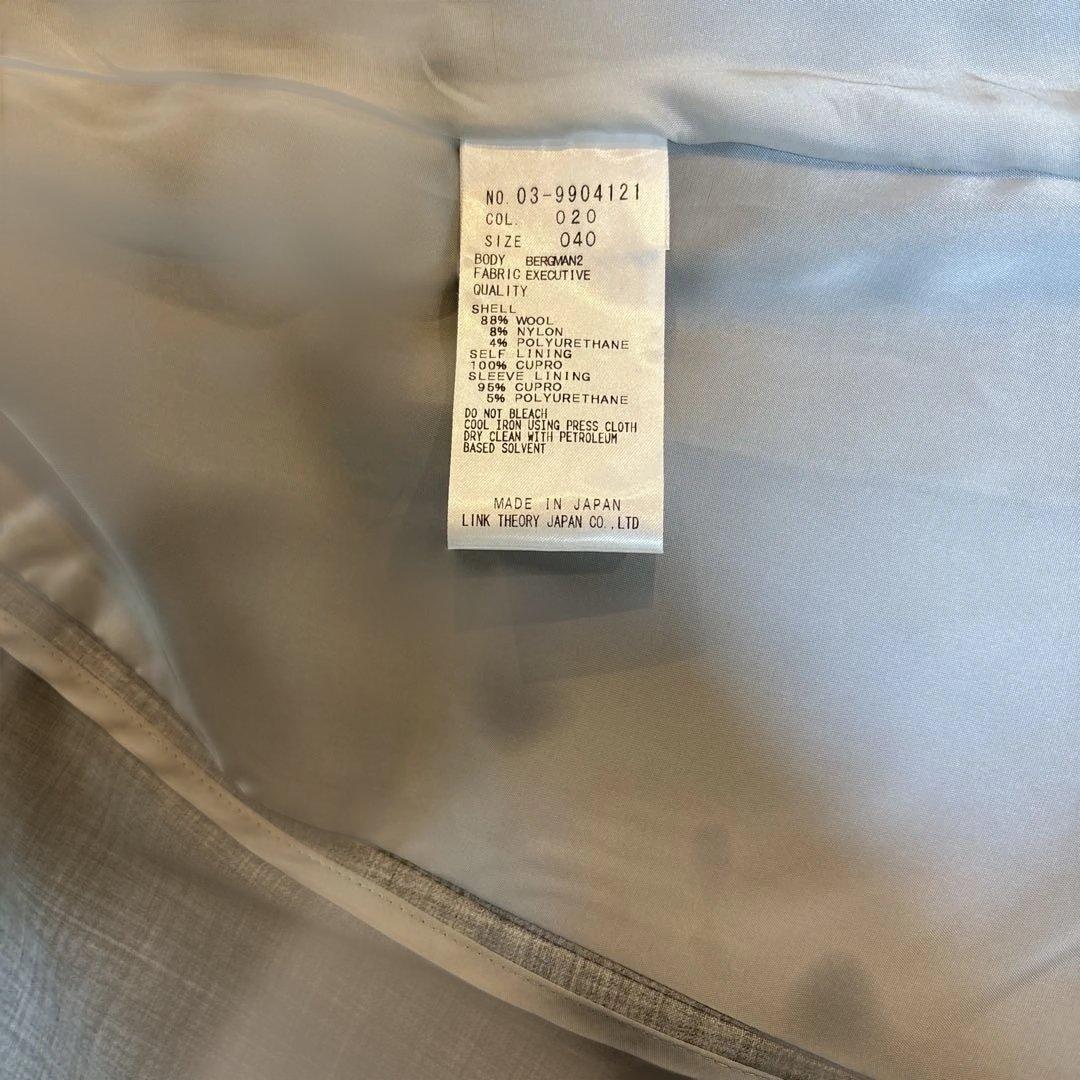 NO. 03-9904121
COL. 020
SIZE 040
BODY BERGMAN2
FABRIC EXECUTIVE
QUALITY
SHELL
88% WOOL
8% NYLON
4% POLYURETHANE
SELF LINING
100% CUPRO
SLEEVE LINING
95% CUPRO
5% POLYURETHANE
DO NOT BLEACH
COOL IRON USING PRESS CLOTH
DRY CLEAN WITH PETROLEUM
BASED SOLVENT
MADE IN JAPAN
LINK THEORY JAPAN CO.,LTD